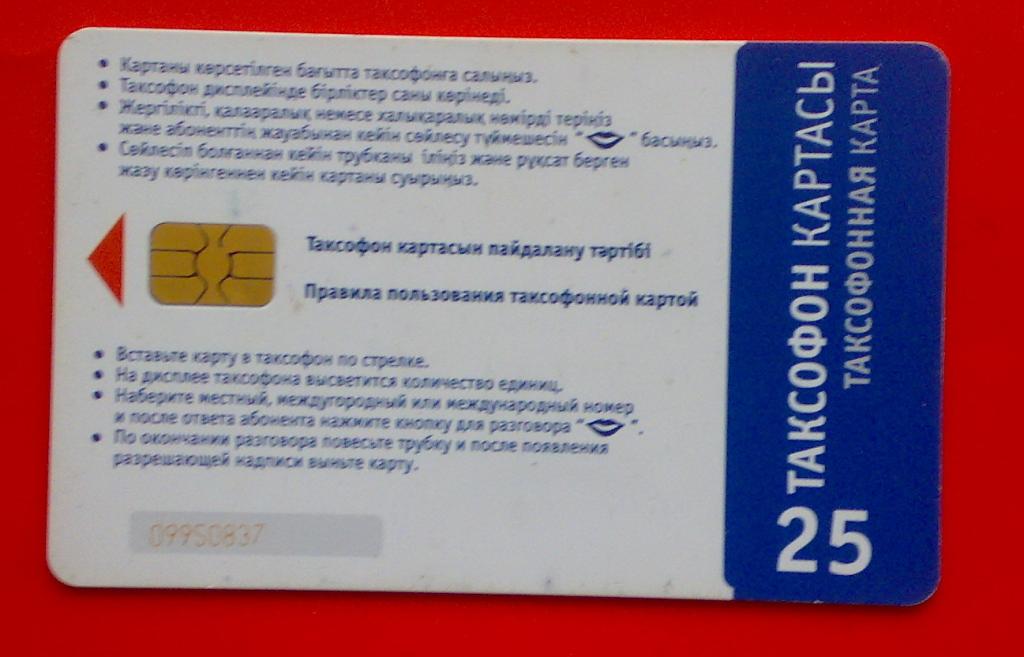 • Картаны көрсетілген бағытта таксофонға салыңыз.
• Таксофон дисплейінде бірліктер саны көрінеді.
• Жергілікті, қалааралық немесе халықаралық нөмірді теріңіз
және абоненттің жауабынан кейін сөйлесу түймешесін " " басыңыз.
• Сөйлесіп болғаннан кейін трубканы іліңіз және рұқсат берген
жазу көрінгеннен кейін картаны суырыңыз.
Таксофон картасын пайдалану тәртібі
Правила пользования таксофонной картой
• Вставьте карту в таксофон по стрелке.
• На дисплее таксофона высветится количество единиц.
• Наберите местный, междугородный или международный номер
и после ответа абонента нажмите кнопку для разговора " ".
• По окончании разговора повесьте трубку и после появления
разрешающей надписи выньте карту.
09950837
25 ТАКСОФОН КАРТАСЫ
ТАКСОФОННАЯ КАРТА